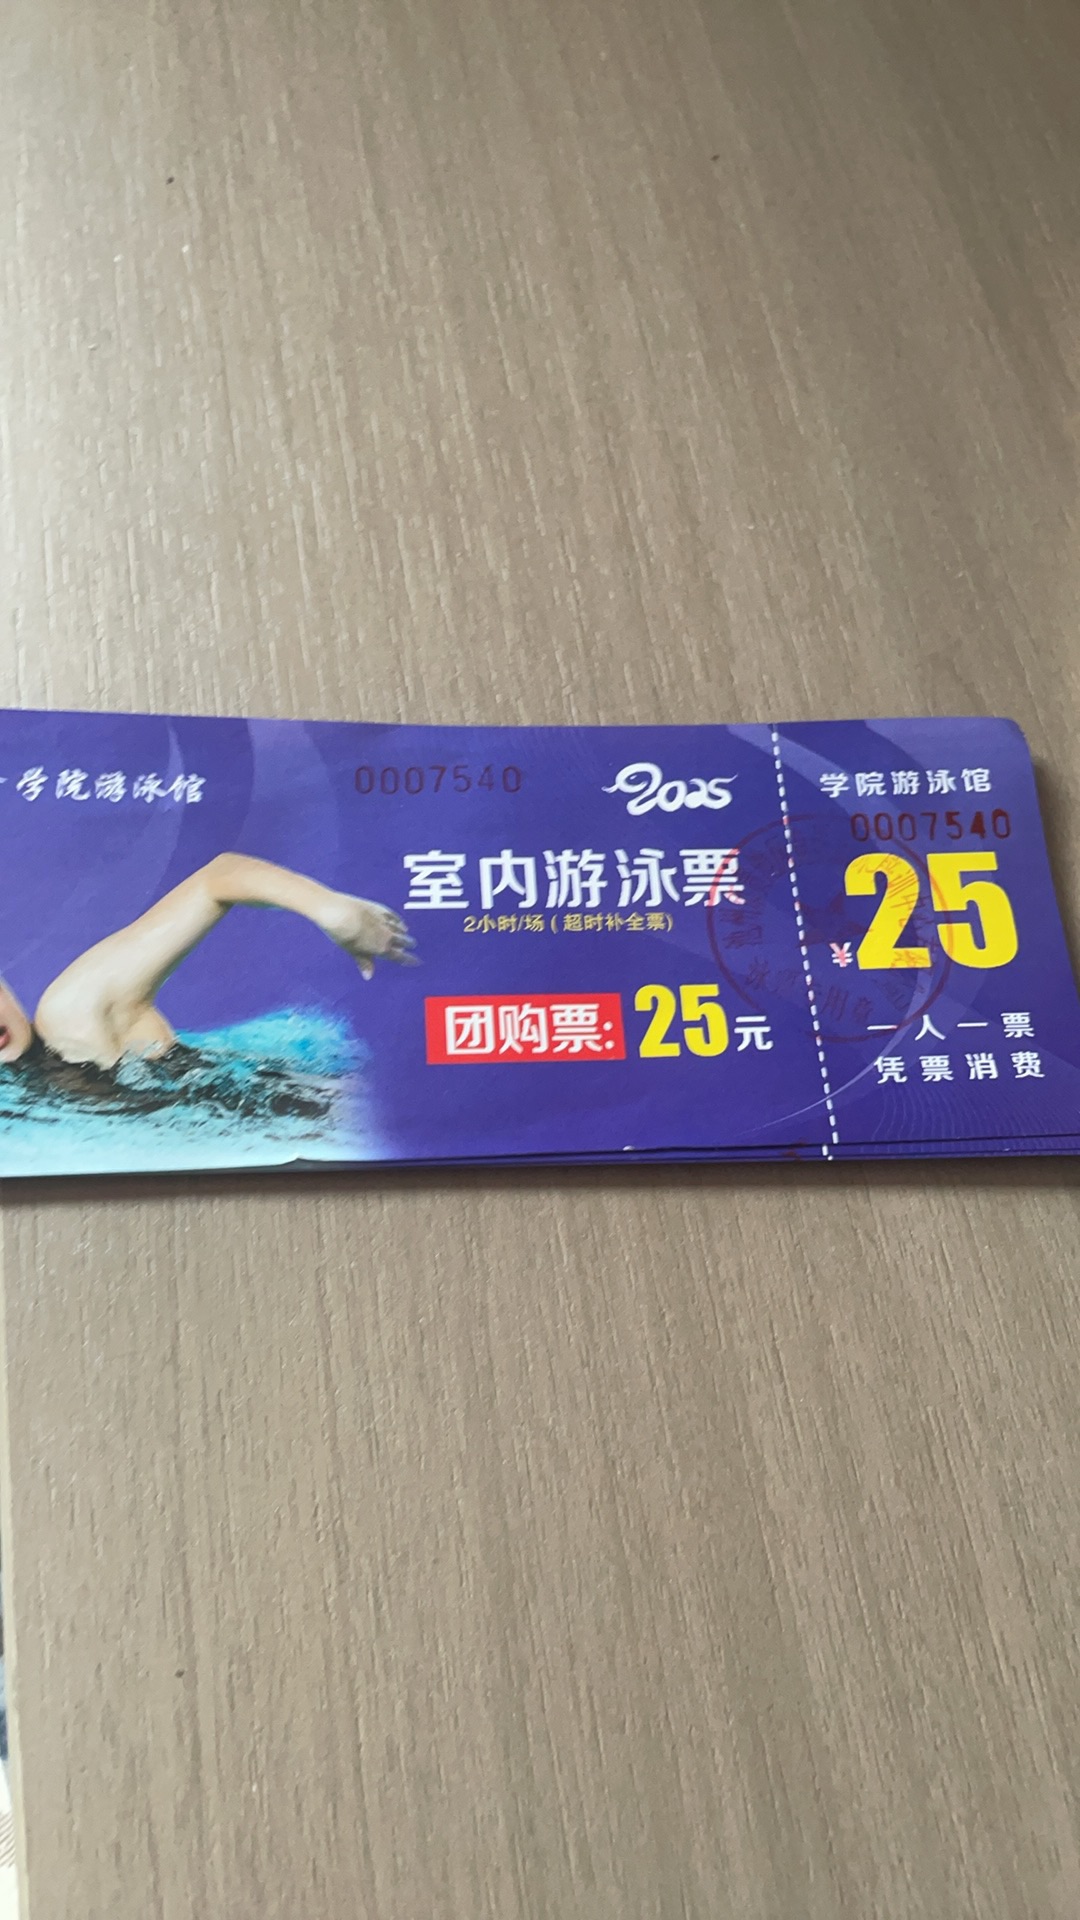 学院游泳馆
0007540
2025
室内游泳票
2小时/场（超时补全票）
团购票: 25元
学院游泳馆
0007540
¥25
一人一票
凭票消费